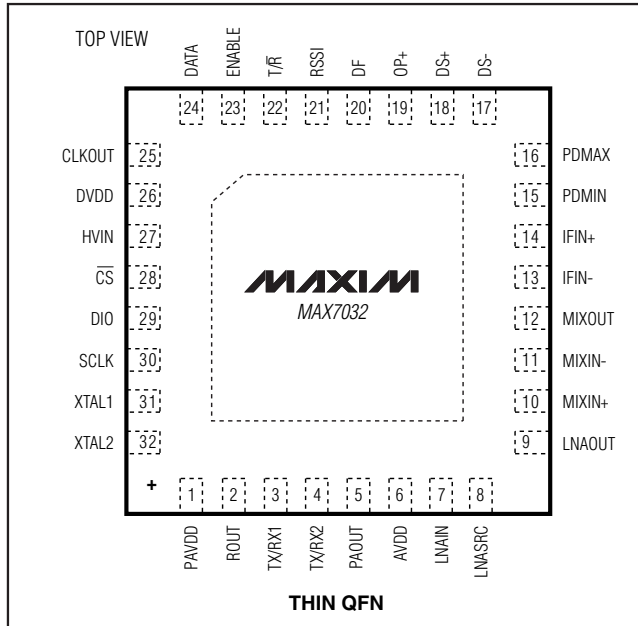 TOP VIEW
DATA
ENABLE
T/R̅
RSSI
DF
OP+
DS+
DS-
24 23 22 21 20 19 18 17
CLKOUT 25
DVDD 26
HVIN 27
C̅S̅ 28
DIO 29
SCLK 30
XTAL1 31
XTAL2 32
16 PDMAX
15 PDMIN
14 IFIN+
13 IFIN-
12 MIXOUT
11 MIXIN-
10 MIXIN+
9 LNAOUT
MAXIM
MAX7032
+
1 2 3 4 5 6 7 8
PAVDD
ROUT
TX/RX1
TX/RX2
PAOUT
AVDD
LNAIN
LNASRC
THIN QFN